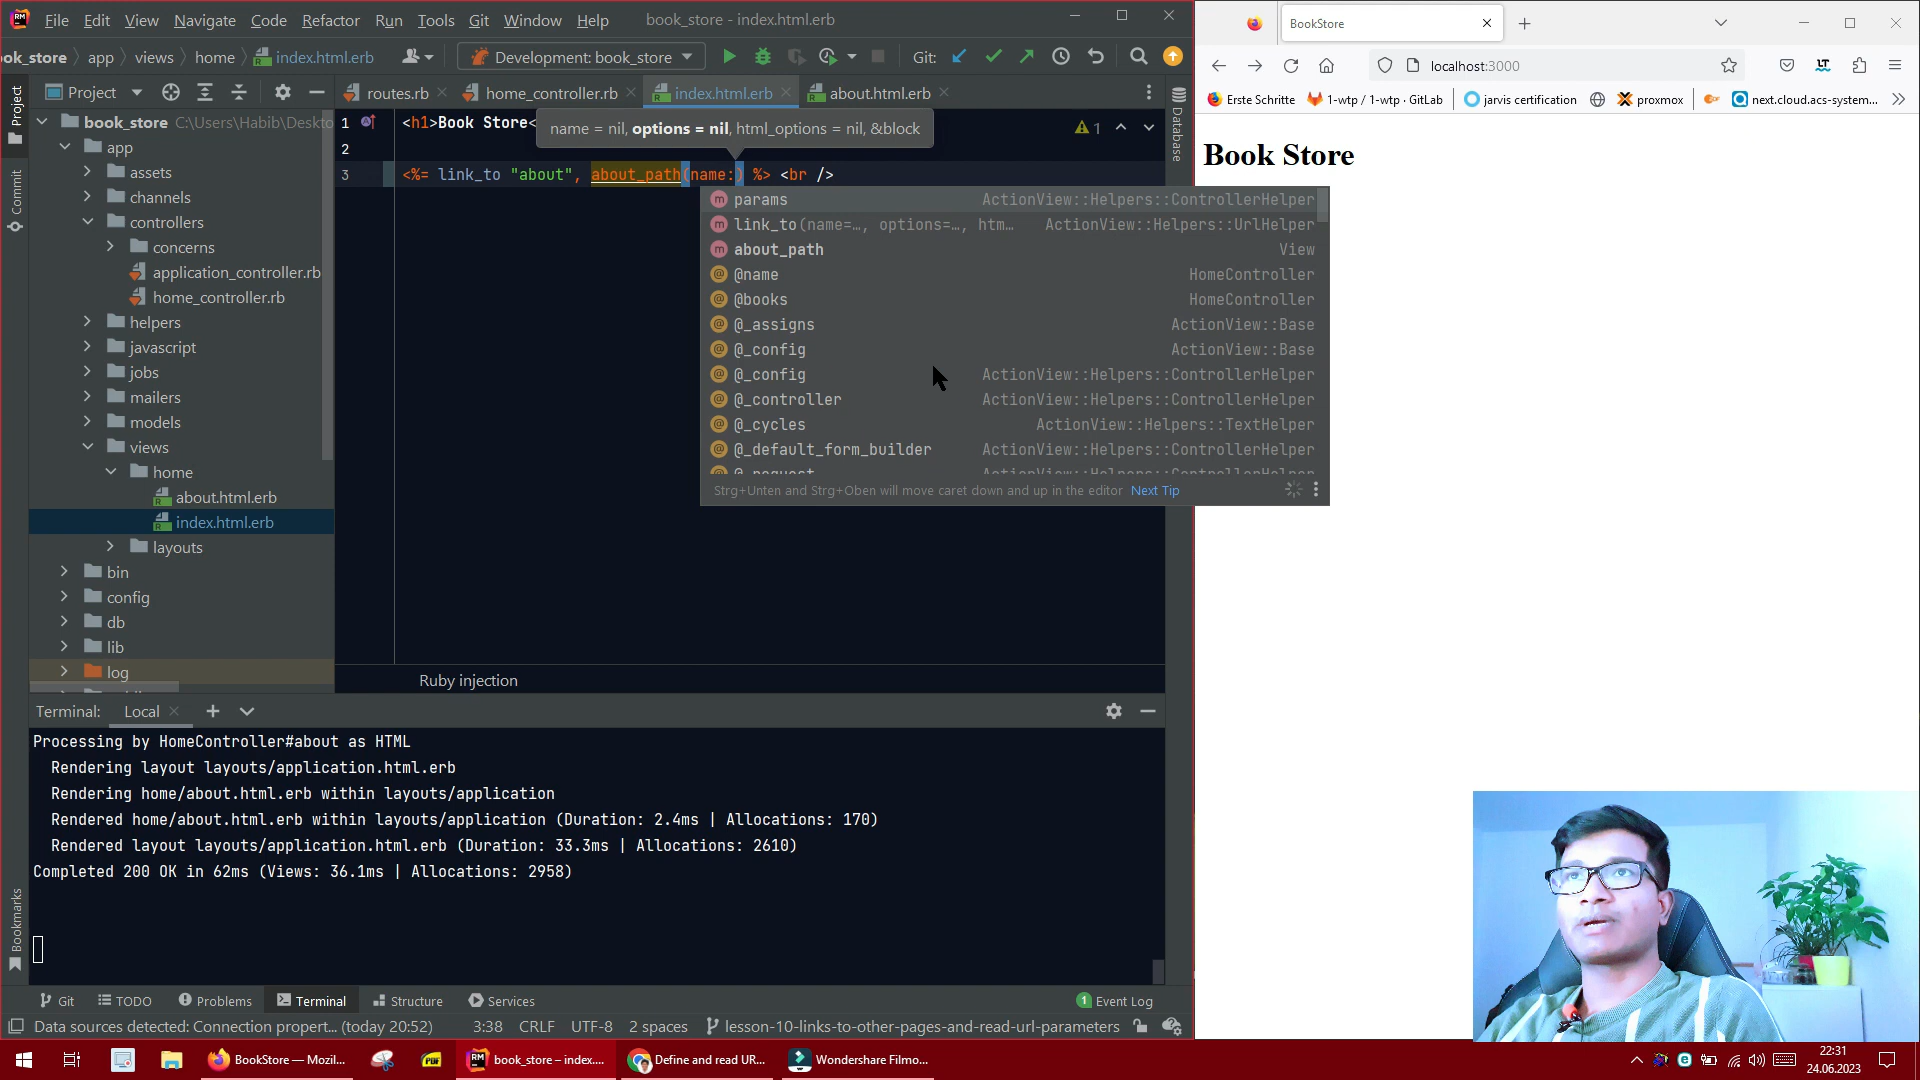 File Edit View Navigate Code Refactor Run Tools Git Window Help book_store - index.html.erb
ok_store app views home index.html.erb Development: book_store Git:
Project
routes.rb home_controller.rb index.html.erb about.html.erb
book_store C:\Users\Habib\Deskto
app
assets
channels
controllers
concerns
application_controller.rb
home_controller.rb
helpers
javascript
jobs
mailers
models
views
home
about.html.erb
index.html.erb
layouts
bin
config
db
lib
log
Project
Commit
Bookmarks
Database
1 <h1>Book Store<
name = nil, options = nil, html_options = nil, &block
1
2
3 <%= link_to "about", about_path(name:) %> <br />
params ActionView::Helpers::ControllerHelper
link_to(name=…, options=…, htm… ActionView::Helpers::UrlHelper
about_path View
@name HomeController
@books HomeController
@_assigns ActionView::Base
@_config ActionView::Base
@_config ActionView::Helpers::ControllerHelper
@_controller ActionView::Helpers::ControllerHelper
@_cycles ActionView::Helpers::TextHelper
@_default_form_builder ActionView::Helpers::ControllerHelper
@_request ActionView::Helpers::ControllerHelper
Strg+Unten and Strg+Oben will move caret down and up in the editor Next Tip
Ruby injection
Terminal: Local
Processing by HomeController#about as HTML
Rendering layout layouts/application.html.erb
Rendering home/about.html.erb within layouts/application
Rendered home/about.html.erb within layouts/application (Duration: 2.4ms | Allocations: 170)
Rendered layout layouts/application.html.erb (Duration: 33.3ms | Allocations: 2610)
Completed 200 OK in 62ms (Views: 36.1ms | Allocations: 2958)
Git TODO Problems Terminal Structure Services 1 Event Log
Data sources detected: Connection propert... (today 20:52) 3:38 CRLF UTF-8 2 spaces lesson-10-links-to-other-pages-and-read-url-parameters
BookStore
localhost:3000
Erste Schritte 1-wtp / 1-wtp · GitLab jarvis certification proxmox next.cloud.acs-system...
Book Store
BookStore — Mozil... PDF book_store – index.... Define and read UR... Wondershare Filmo...
22:31
24.06.2023